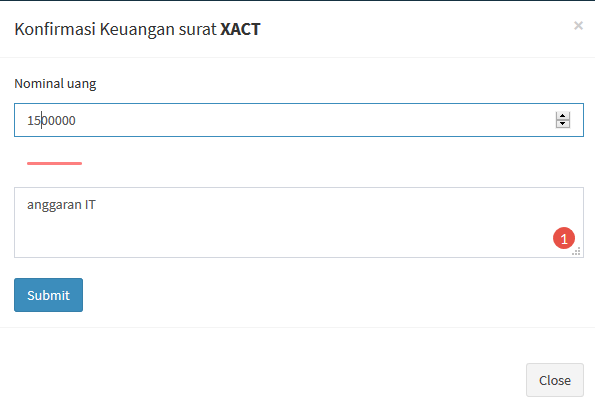 Konfirmasi Keuangan surat XACT ×
Nominal uang
1500000
anggaran IT
1
Submit
Close